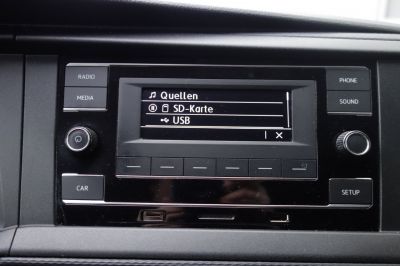 RADIO
MEDIA
Quellen
SD-Karte
USB
X
PHONE
SOUND
CAR
SETUP